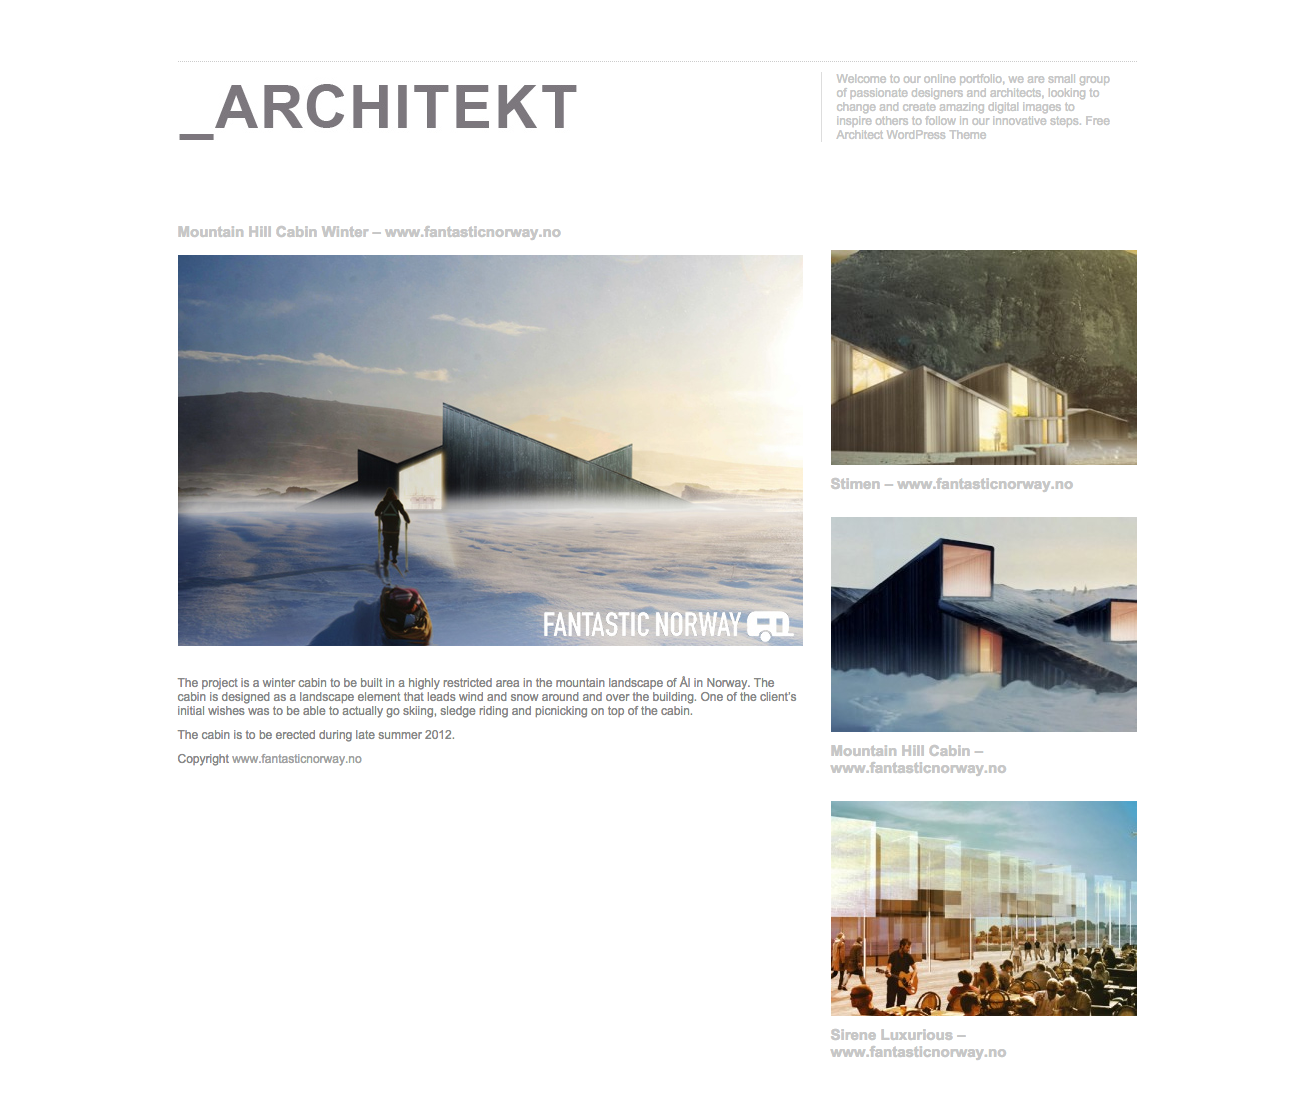 _ARCHITEKT
Welcome to our online portfolio, we are small group
of passionate designers and architects, looking to
change and create amazing digital images to
inspire others to follow in our innovative steps. Free
Architect WordPress Theme
Mountain Hill Cabin Winter – www.fantasticnorway.no
FANTASTIC NORWAY
The project is a winter cabin to be built in a highly restricted area in the mountain landscape of Ål in Norway. The
cabin is designed as a landscape element that leads wind and snow around and over the building. One of the client’s
initial wishes was to be able to actually go skiing, sledge riding and picnicking on top of the cabin.
The cabin is to be erected during late summer 2012.
Copyright www.fantasticnorway.no
Stimen – www.fantasticnorway.no
Mountain Hill Cabin –
www.fantasticnorway.no
Sirene Luxurious –
www.fantasticnorway.no